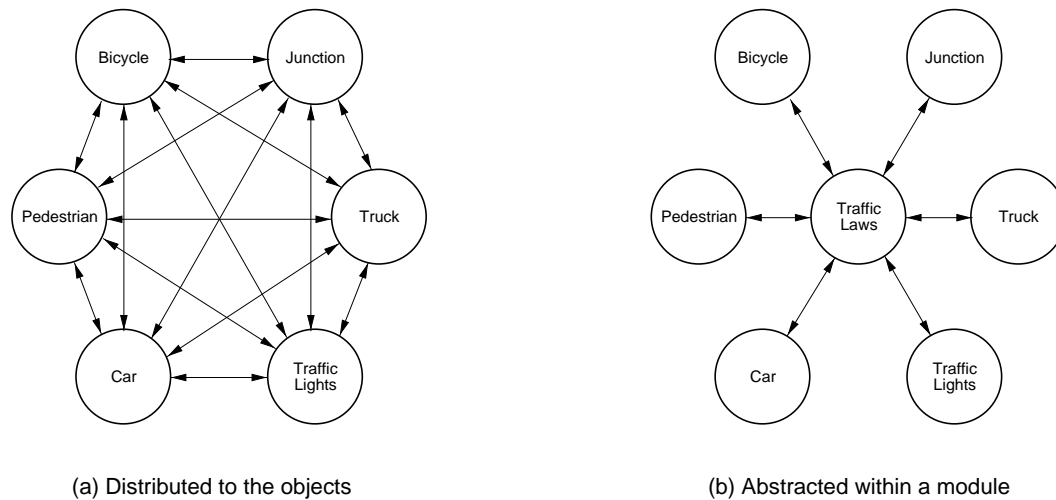 Bicycle
Junction
Pedestrian
Truck
Car
Traffic
Lights
(a) Distributed to the objects
Bicycle
Junction
Pedestrian
Traffic
Laws
Truck
Car
Traffic
Lights
(b) Abstracted within a module